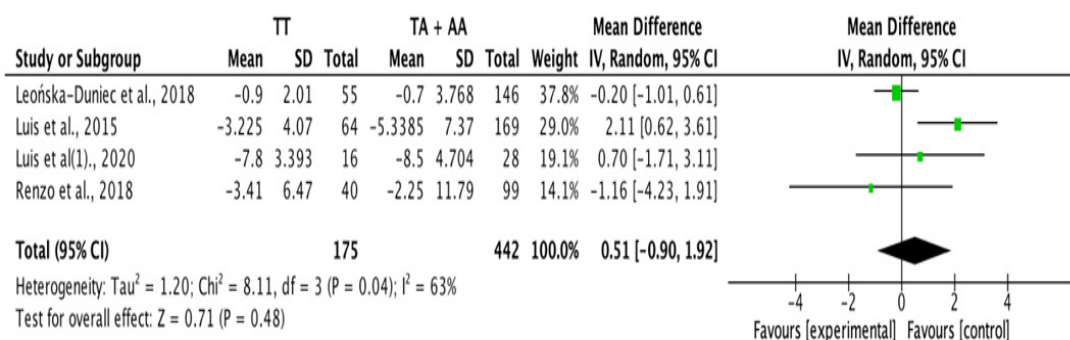 TT TA + AA Mean Difference Mean Difference
Study or Subgroup Mean SD Total Mean SD Total Weight IV, Random, 95% CI IV, Random, 95% CI
Leońska-Duniec et al., 2018 −0.9 2.01 55 −0.7 3.768 146 37.8% −0.20 [−1.01, 0.61]
Luis et al., 2015 −3.225 4.07 64 −5.3385 7.37 169 29.0% 2.11 [0.62, 3.61]
Luis et al(1)., 2020 −7.8 3.393 16 −8.5 4.704 28 19.1% 0.70 [−1.71, 3.11]
Renzo et al., 2018 −3.41 6.47 40 −2.25 11.79 99 14.1% −1.16 [−4.23, 1.91]
Total (95% CI) 175 442 100.0% 0.51 [−0.90, 1.92]
Heterogeneity: Tau² = 1.20; Chi² = 8.11, df = 3 (P = 0.04); I² = 63%
Test for overall effect: Z = 0.71 (P = 0.48)
−4 −2 0 2 4
Favours [experimental] Favours [control]